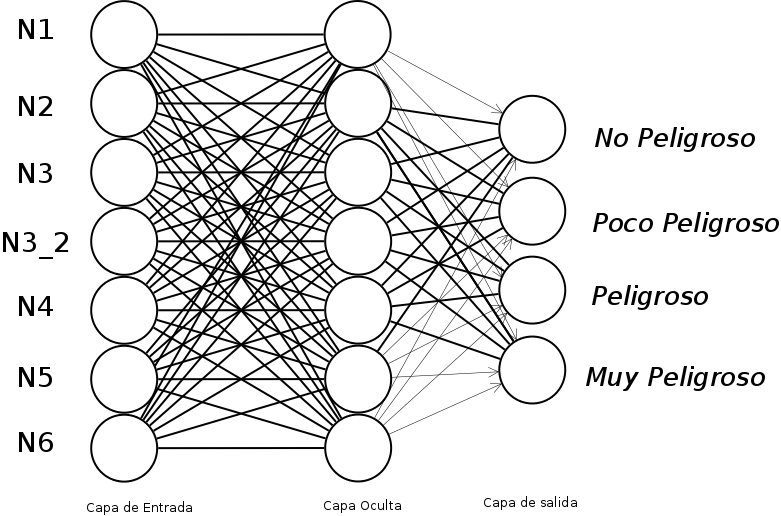 N1
N2
N3
N3_2
N4
N5
N6
No Peligroso
Poco Peligroso
Peligroso
Muy Peligroso
Capa de Entrada
Capa Oculta
Capa de salida